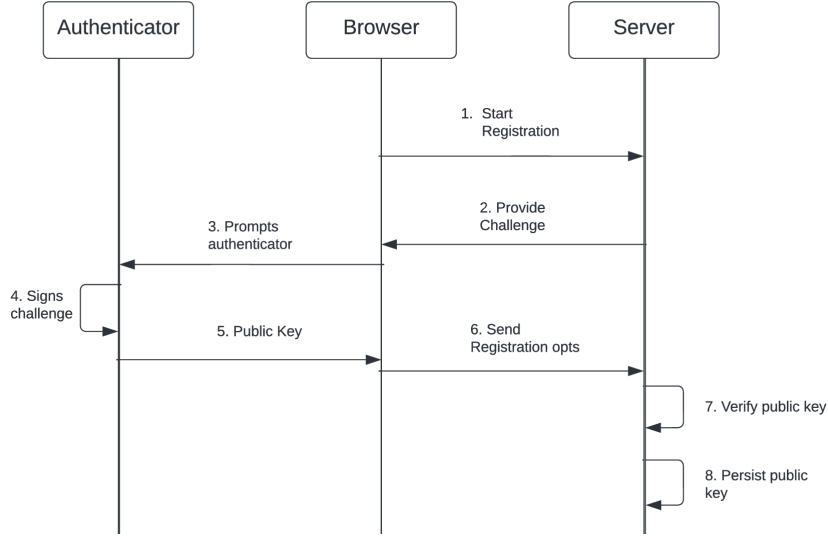 Authenticator
Browser
Server
1. Start
Registration
2. Provide
Challenge
3. Prompts
authenticator
4. Signs
challenge
5. Public Key
6. Send
Registration opts
7. Verify public key
8. Persist public
key